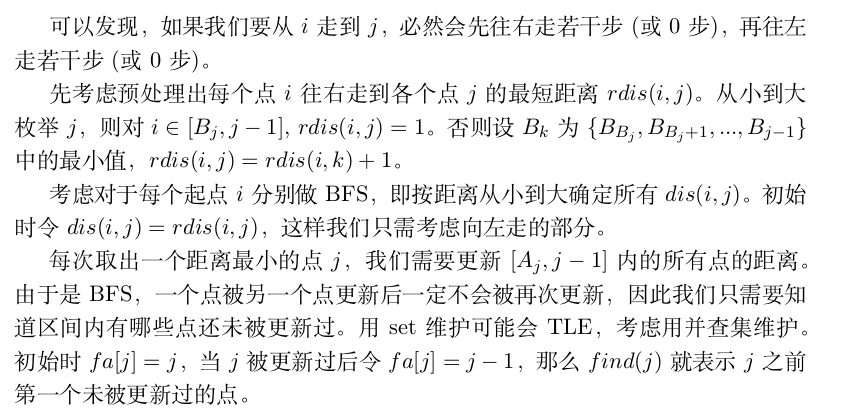 可以发现，如果我们要从 i 走到 j，必然会先往右走若干步 (或 0 步)，再往左
走若干步 (或 0 步)。
先考虑预处理出每个点 i 往右走到各个点 j 的最短距离 rdis(i, j)。从小到大
枚举 j，则对 i ∈ [B_j, j − 1], rdis(i, j) = 1。否则设 B_k 为 {B_{B_j}, B_{B_j+1}, ..., B_{j−1}}
中的最小值，rdis(i, j) = rdis(i, k) + 1。
考虑对于每个起点 i 分别做 BFS，即按距离从小到大确定所有 dis(i, j)。初始
时令 dis(i, j) = rdis(i, j)，这样我们只需考虑向左走的部分。
每次取出一个距离最小的点 j，我们需要更新 [A_j, j − 1] 内的所有点的距离。
由于是 BFS，一个点被另一个点更新后一定不会被再次更新，因此我们只需要知
道区间内有哪些点还未被更新过。用 set 维护可能会 TLE，考虑用并查集维护。
初始时 fa[j] = j，当 j 被更新过后令 fa[j] = j − 1，那么 find(j) 就表示 j 之前
第一个未被更新过的点。